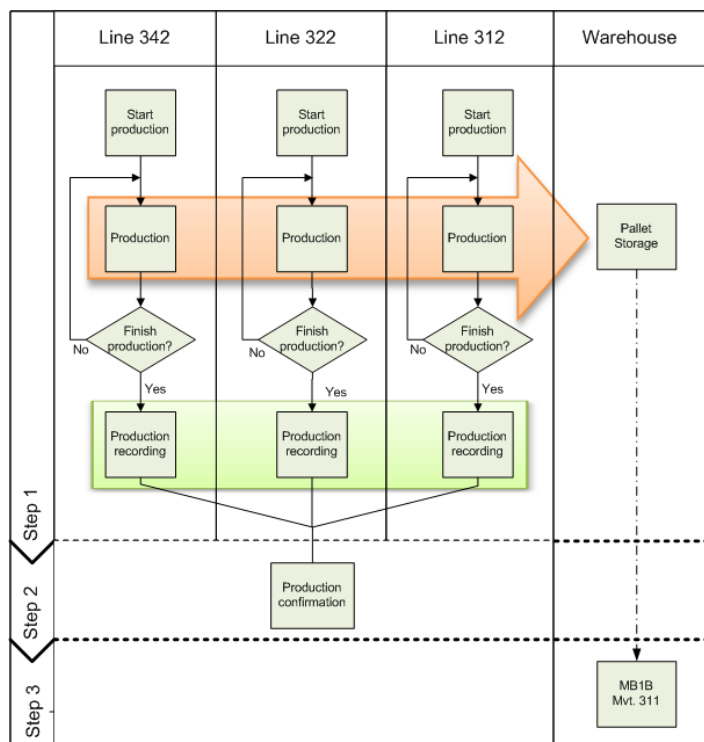 Line 342
Line 322
Line 312
Warehouse
Start
production
Start
production
Start
production
Production
Production
Production
Pallet
Storage
Finish
production?
Finish
production?
Finish
production?
No
No
No
Yes
Yes
Yes
Production
recording
Production
recording
Production
recording
Step 1
Production
confirmation
Step 2
MB1B
Mvt. 311
Step 3